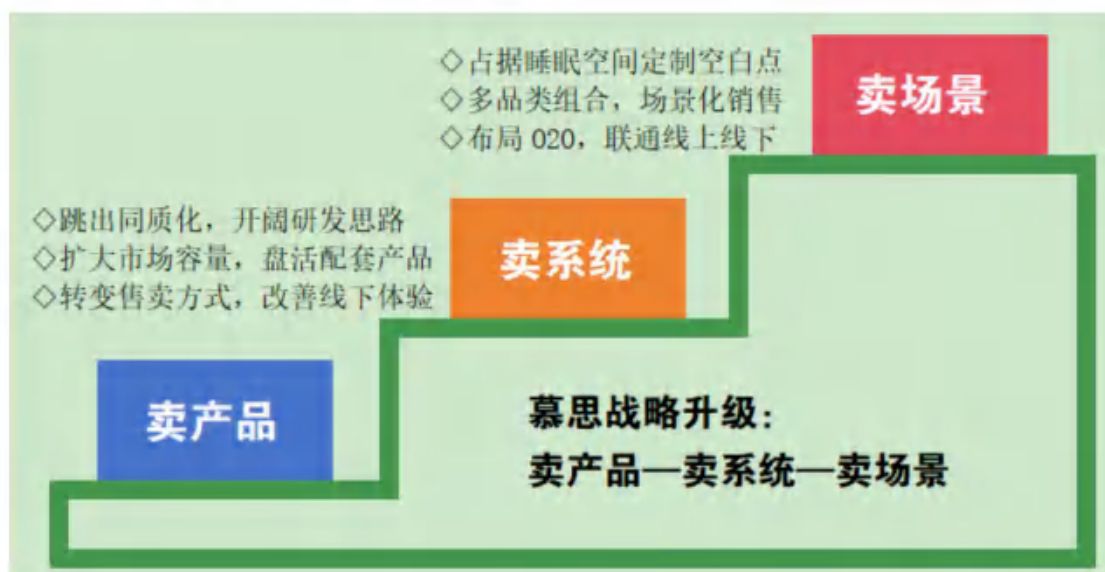 ◇占据睡眠空间定制空白点
◇多品类组合，场景化销售
◇布局 020，联通线上线下
卖场景
◇跳出同质化，开阔研发思路
◇扩大市场容量，盘活配套产品
◇转变售卖方式，改善线下体验
卖系统
卖产品
慕思战略升级：
卖产品—卖系统—卖场景